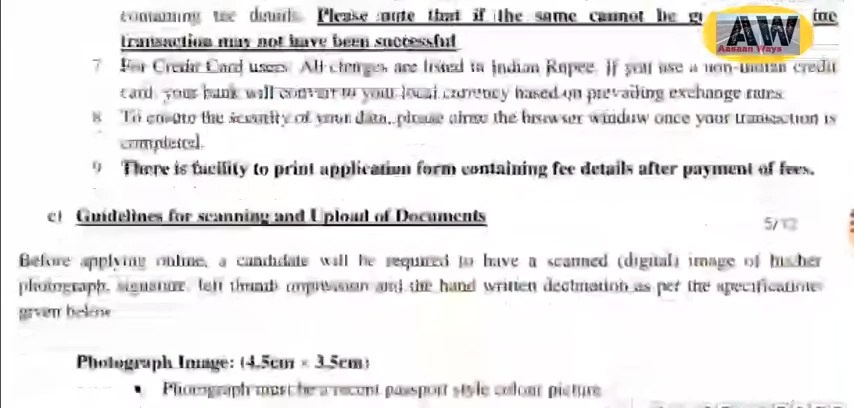 containing fee details. Please note that if the same cannot be
transaction may not have been successful
AW
Aasaan Ways
7 For Credit Card users: All charges are listed in Indian Rupee. If you use a non-Indian credit
card, your bank will convert to your local currency based on prevailing exchange rates
8 To ensure the security of your data, please close the browser window once your transaction is
completed.
9 There is facility to print application form containing fee details after payment of fees.
c) Guidelines for scanning and Upload of Documents
5/12
Before applying online, a candidate will be required to have a scanned (digital) image of his/her
photograph, signature, left thumb impression and the hand written declaration as per the specifications
given below
Photograph Image: (4.5cm × 3.5cm)
• Photograph must be a recent passport style colour picture